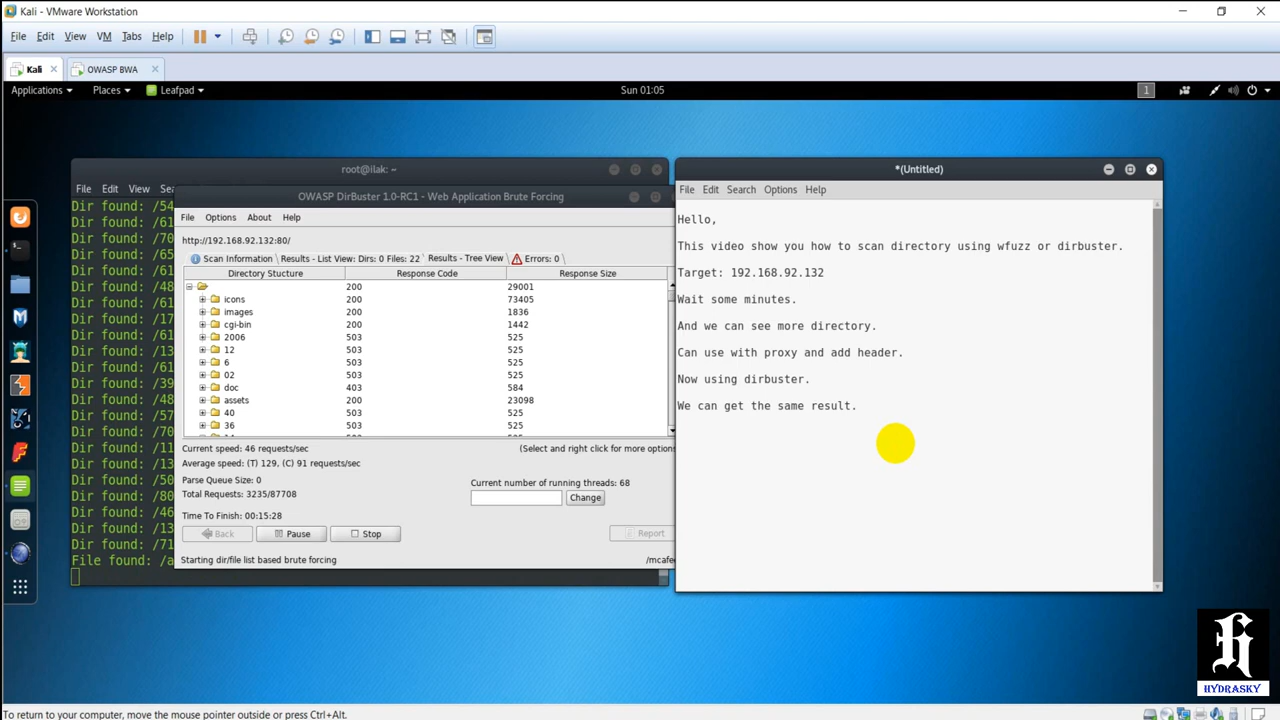 Kali - VMware Workstation
File Edit View VM Tabs Help
Kali OWASP BWA
Applications Places Leafpad Sun 01:05 1
root@ilak: ~
File Edit View Sea
Dir found: /54
Dir found: /61
Dir found: /70
Dir found: /65
Dir found: /61
Dir found: /48
Dir found: /61
Dir found: /17
Dir found: /61
Dir found: /13
Dir found: /61
Dir found: /39
Dir found: /48
Dir found: /57
Dir found: /70
Dir found: /11
Dir found: /13
Dir found: /50
Dir found: /80
Dir found: /46
Dir found: /13
Dir found: /71
File found: /a
OWASP DirBuster 1.0-RC1 - Web Application Brute Forcing
File Options About Help
http://192.168.92.132:80/
Scan Information Results - List View: Dirs: 0 Files: 22 Results - Tree View Errors: 0
Directory Stucture Response Code Response Size
200 29001
icons 200 73405
images 200 1836
cgi-bin 200 1442
2006 503 525
12 503 525
6 503 525
02 503 525
doc 403 584
assets 200 23098
40 503 525
36 503 525
Current speed: 46 requests/sec (Select and right click for more options
Average speed: (T) 129, (C) 91 requests/sec
Parse Queue Size: 0
Total Requests: 3235/87708
Current number of running threads: 68
Change
Time To Finish: 00:15:28
Back Pause Stop Report
Starting dir/file list based brute forcing /mcafe
*(Untitled)
File Edit Search Options Help
Hello,
This video show you how to scan directory using wfuzz or dirbuster.
Target: 192.168.92.132
Wait some minutes.
And we can see more directory.
Can use with proxy and add header.
Now using dirbuster.
We can get the same result.
HYDRASKY
To return to your computer, move the mouse pointer outside or press Ctrl+Alt.